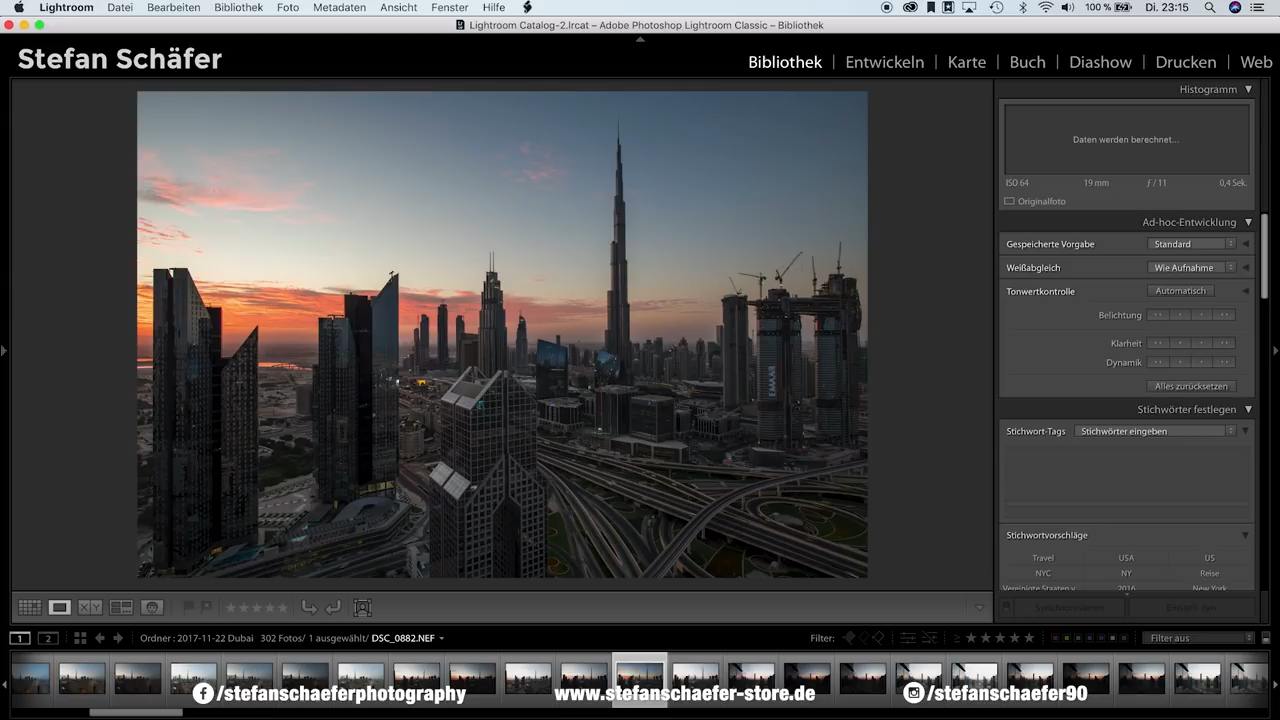 Lightroom Datei Bearbeiten Bibliothek Foto Metadaten Ansicht Fenster Hilfe 100 % Di. 23:15
Lightroom Catalog-2.lrcat – Adobe Photoshop Lightroom Classic – Bibliothek
Stefan Schäfer
Bibliothek | Entwickeln | Karte | Buch | Diashow | Drucken | Web
Histogramm
Daten werden berechnet...
ISO 64 19 mm ƒ / 11 0,4 Sek.
Originalfoto
Ad-hoc-Entwicklung
Gespeicherte Vorgabe Standard
Weißabgleich Wie Aufnahme
Tonwertkontrolle Automatisch
Belichtung
Klarheit
Dynamik
Alles zurücksetzen
Stichwörter festlegen
Stichwort-Tags Stichwörter eingeben
Stichwortvorschläge
Travel USA US
NYC NY Reise
Vereinigte Staaten v 2016 New York
EMAAR
X Y
Synchronisieren
1 2 Ordner : 2017-11-22 Dubai 302 Fotos/ 1 ausgewählt/ DSC_0882.NEF Filter: ≥ Filter aus
/stefanschaeferphotography www.stefanschaefer-store.de /stefanschaefer90